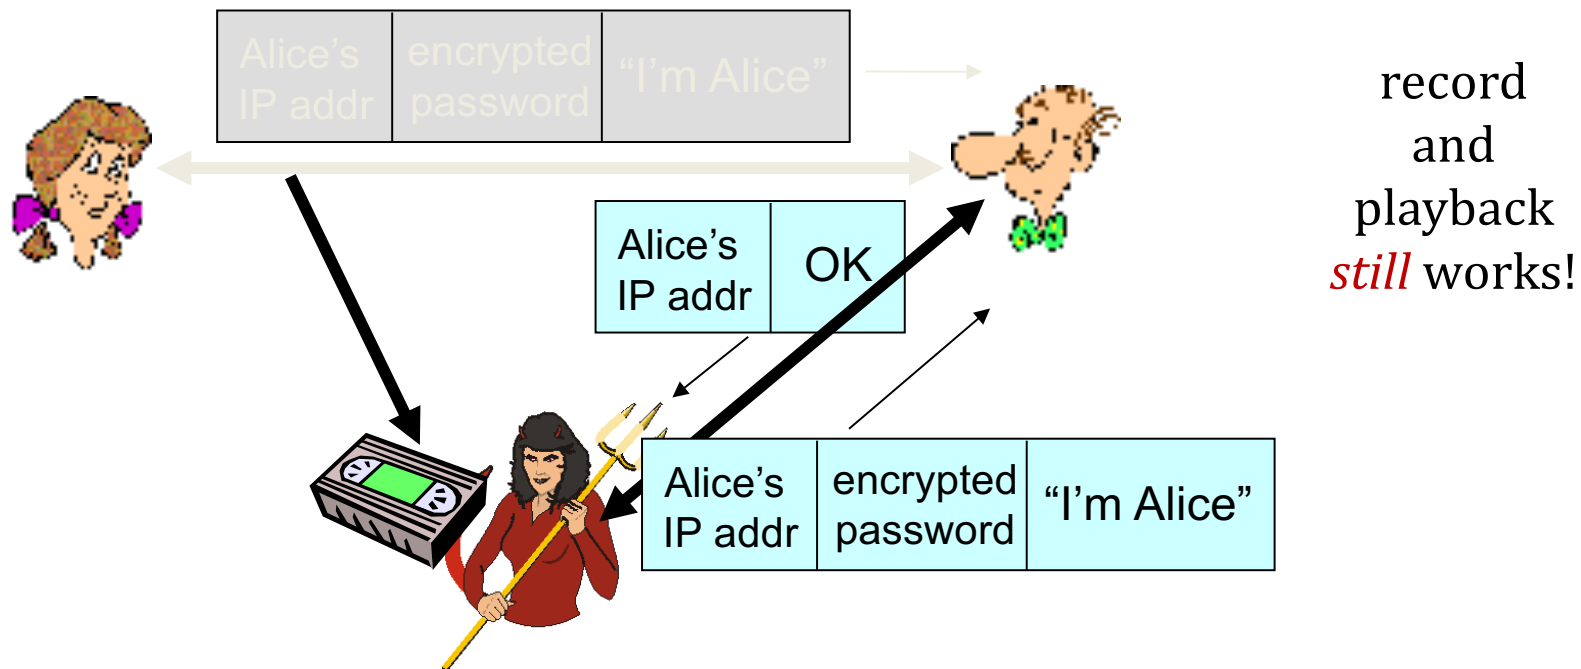 Alice’s
IP addr
encrypted
password
“I’m Alice”
record
and
playback
still works!
Alice’s
IP addr
OK
Alice’s
IP addr
encrypted
password
“I’m Alice”